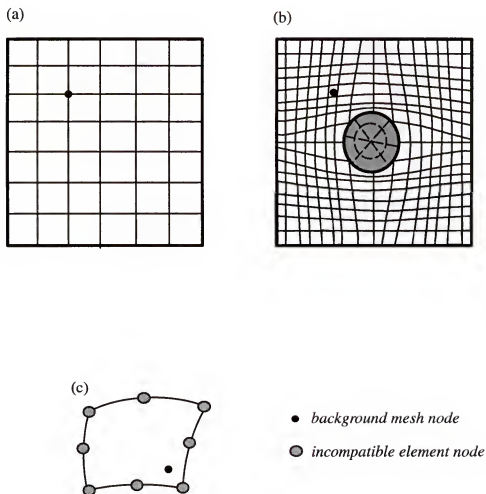 (a)
(b)
(c)
background mesh node
incompatible element node